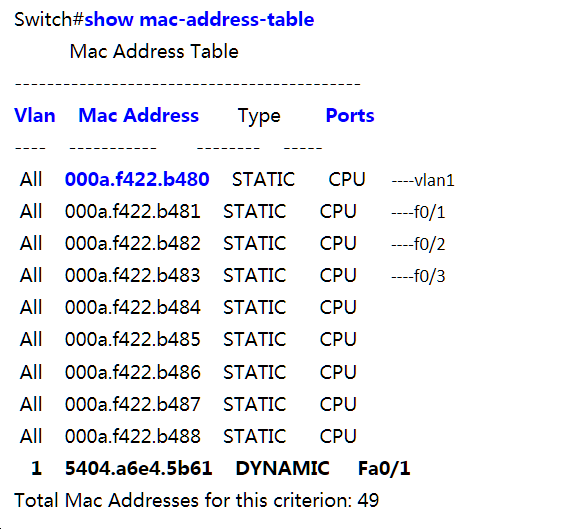 Switch#show mac-address-table
Mac Address Table
-------------------------------------------
Vlan Mac Address Type Ports
---- ----------- -------- -----
All 000a.f422.b480 STATIC CPU ----vlan1
All 000a.f422.b481 STATIC CPU ----f0/1
All 000a.f422.b482 STATIC CPU ----f0/2
All 000a.f422.b483 STATIC CPU ----f0/3
All 000a.f422.b484 STATIC CPU
All 000a.f422.b485 STATIC CPU
All 000a.f422.b486 STATIC CPU
All 000a.f422.b487 STATIC CPU
All 000a.f422.b488 STATIC CPU
1 5404.a6e4.5b61 DYNAMIC Fa0/1
Total Mac Addresses for this criterion: 49